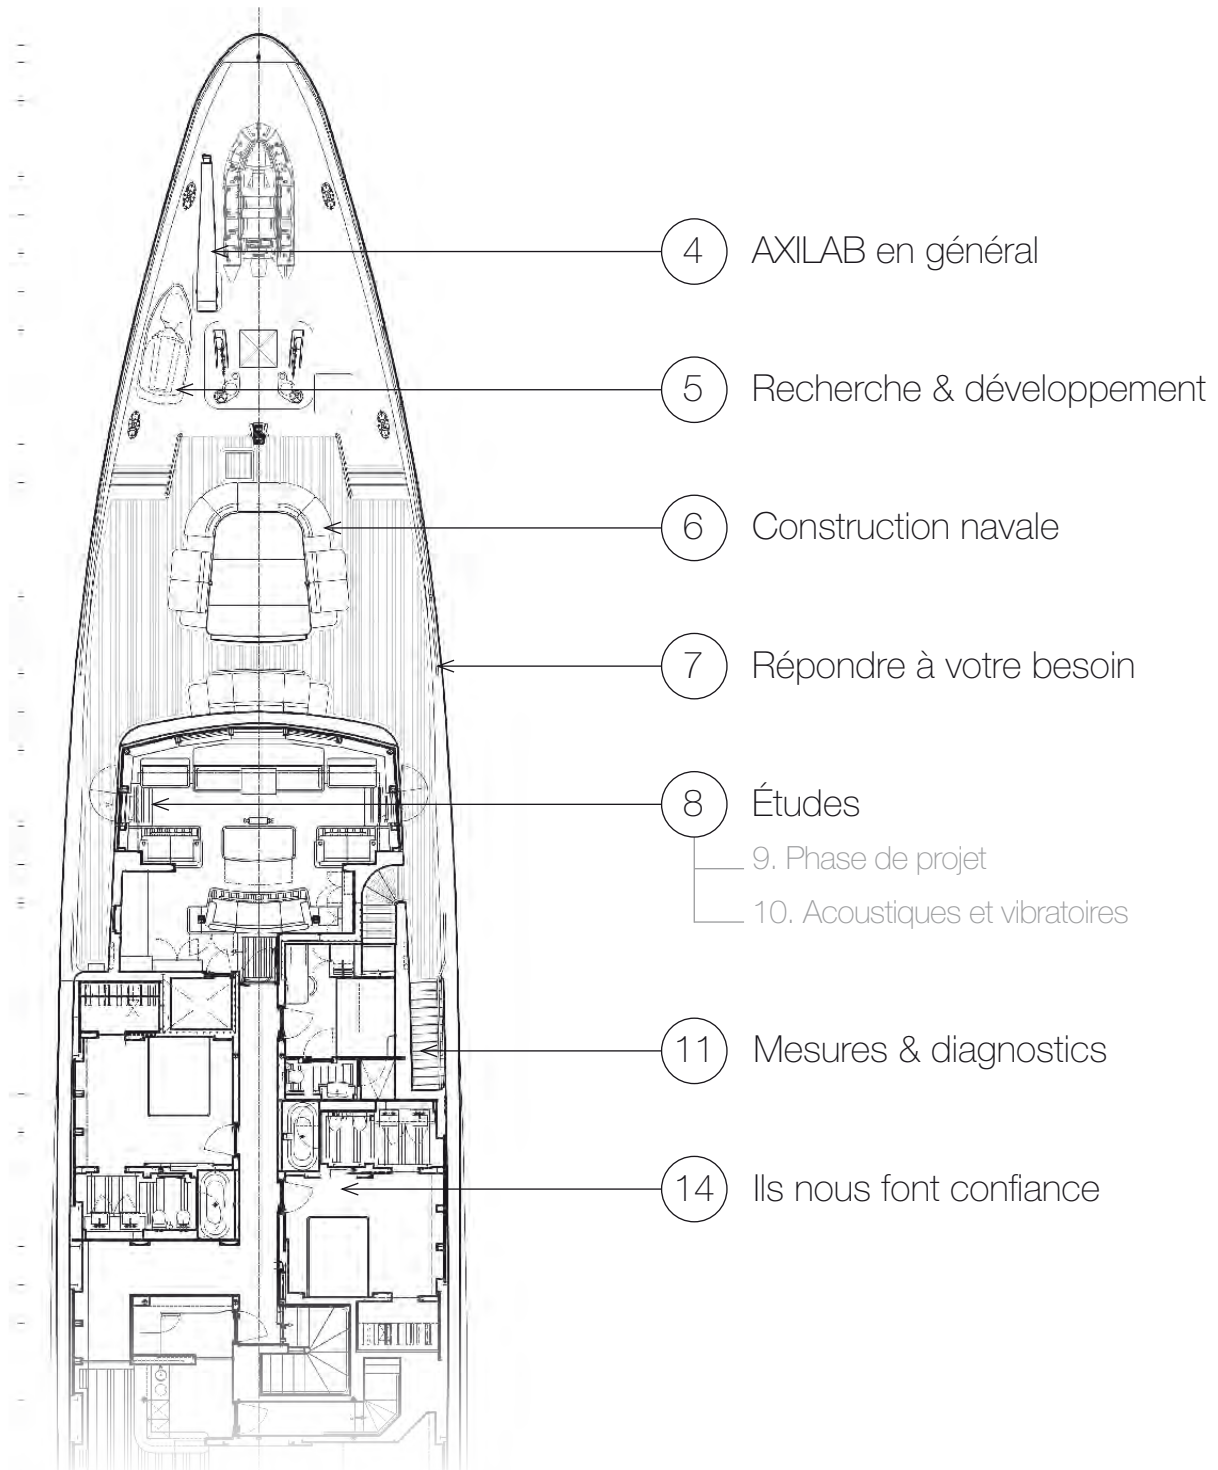 4 AXILAB en général
5 Recherche & développement
6 Construction navale
7 Répondre à votre besoin
8 Études
9. Phase de projet
10. Acoustiques et vibratoires
11 Mesures & diagnostics
14 Ils nous font confiance